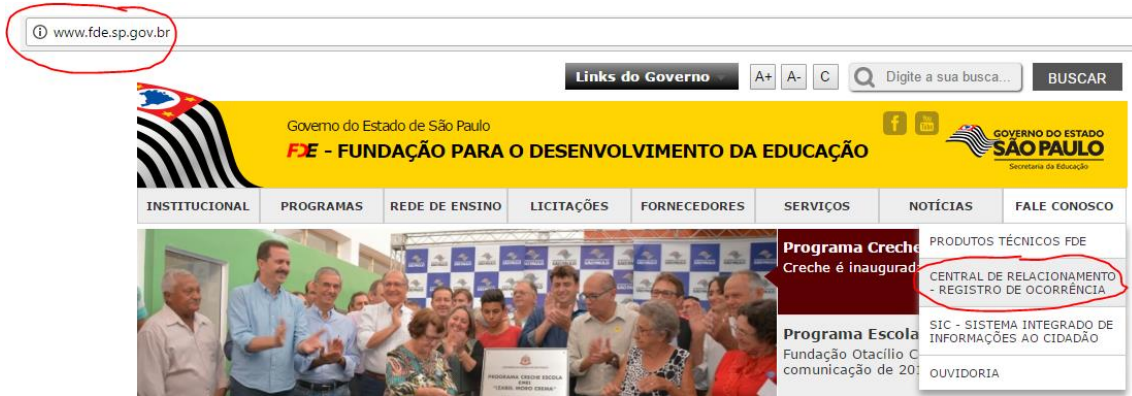 www.fde.sp.gov.br
Links do Governo
A+ A- C
Digite a sua busca...
BUSCAR
Governo do Estado de São Paulo
FDE - FUNDAÇÃO PARA O DESENVOLVIMENTO DA EDUCAÇÃO
GOVERNO DO ESTADO
SÃO PAULO
Secretaria da Educação
INSTITUCIONAL PROGRAMAS REDE DE ENSINO LICITAÇÕES FORNECEDORES SERVIÇOS NOTÍCIAS FALE CONOSCO
Programa Creche
Creche é inaugurad
Programa Escola
Fundação Otacílio C
comunicação de 20
PRODUTOS TÉCNICOS FDE
CENTRAL DE RELACIONAMENTO
- REGISTRO DE OCORRÊNCIA
SIC - SISTEMA INTEGRADO DE
INFORMAÇÕES AO CIDADÃO
OUVIDORIA
PROGRAMA CRECHE ESCOLA